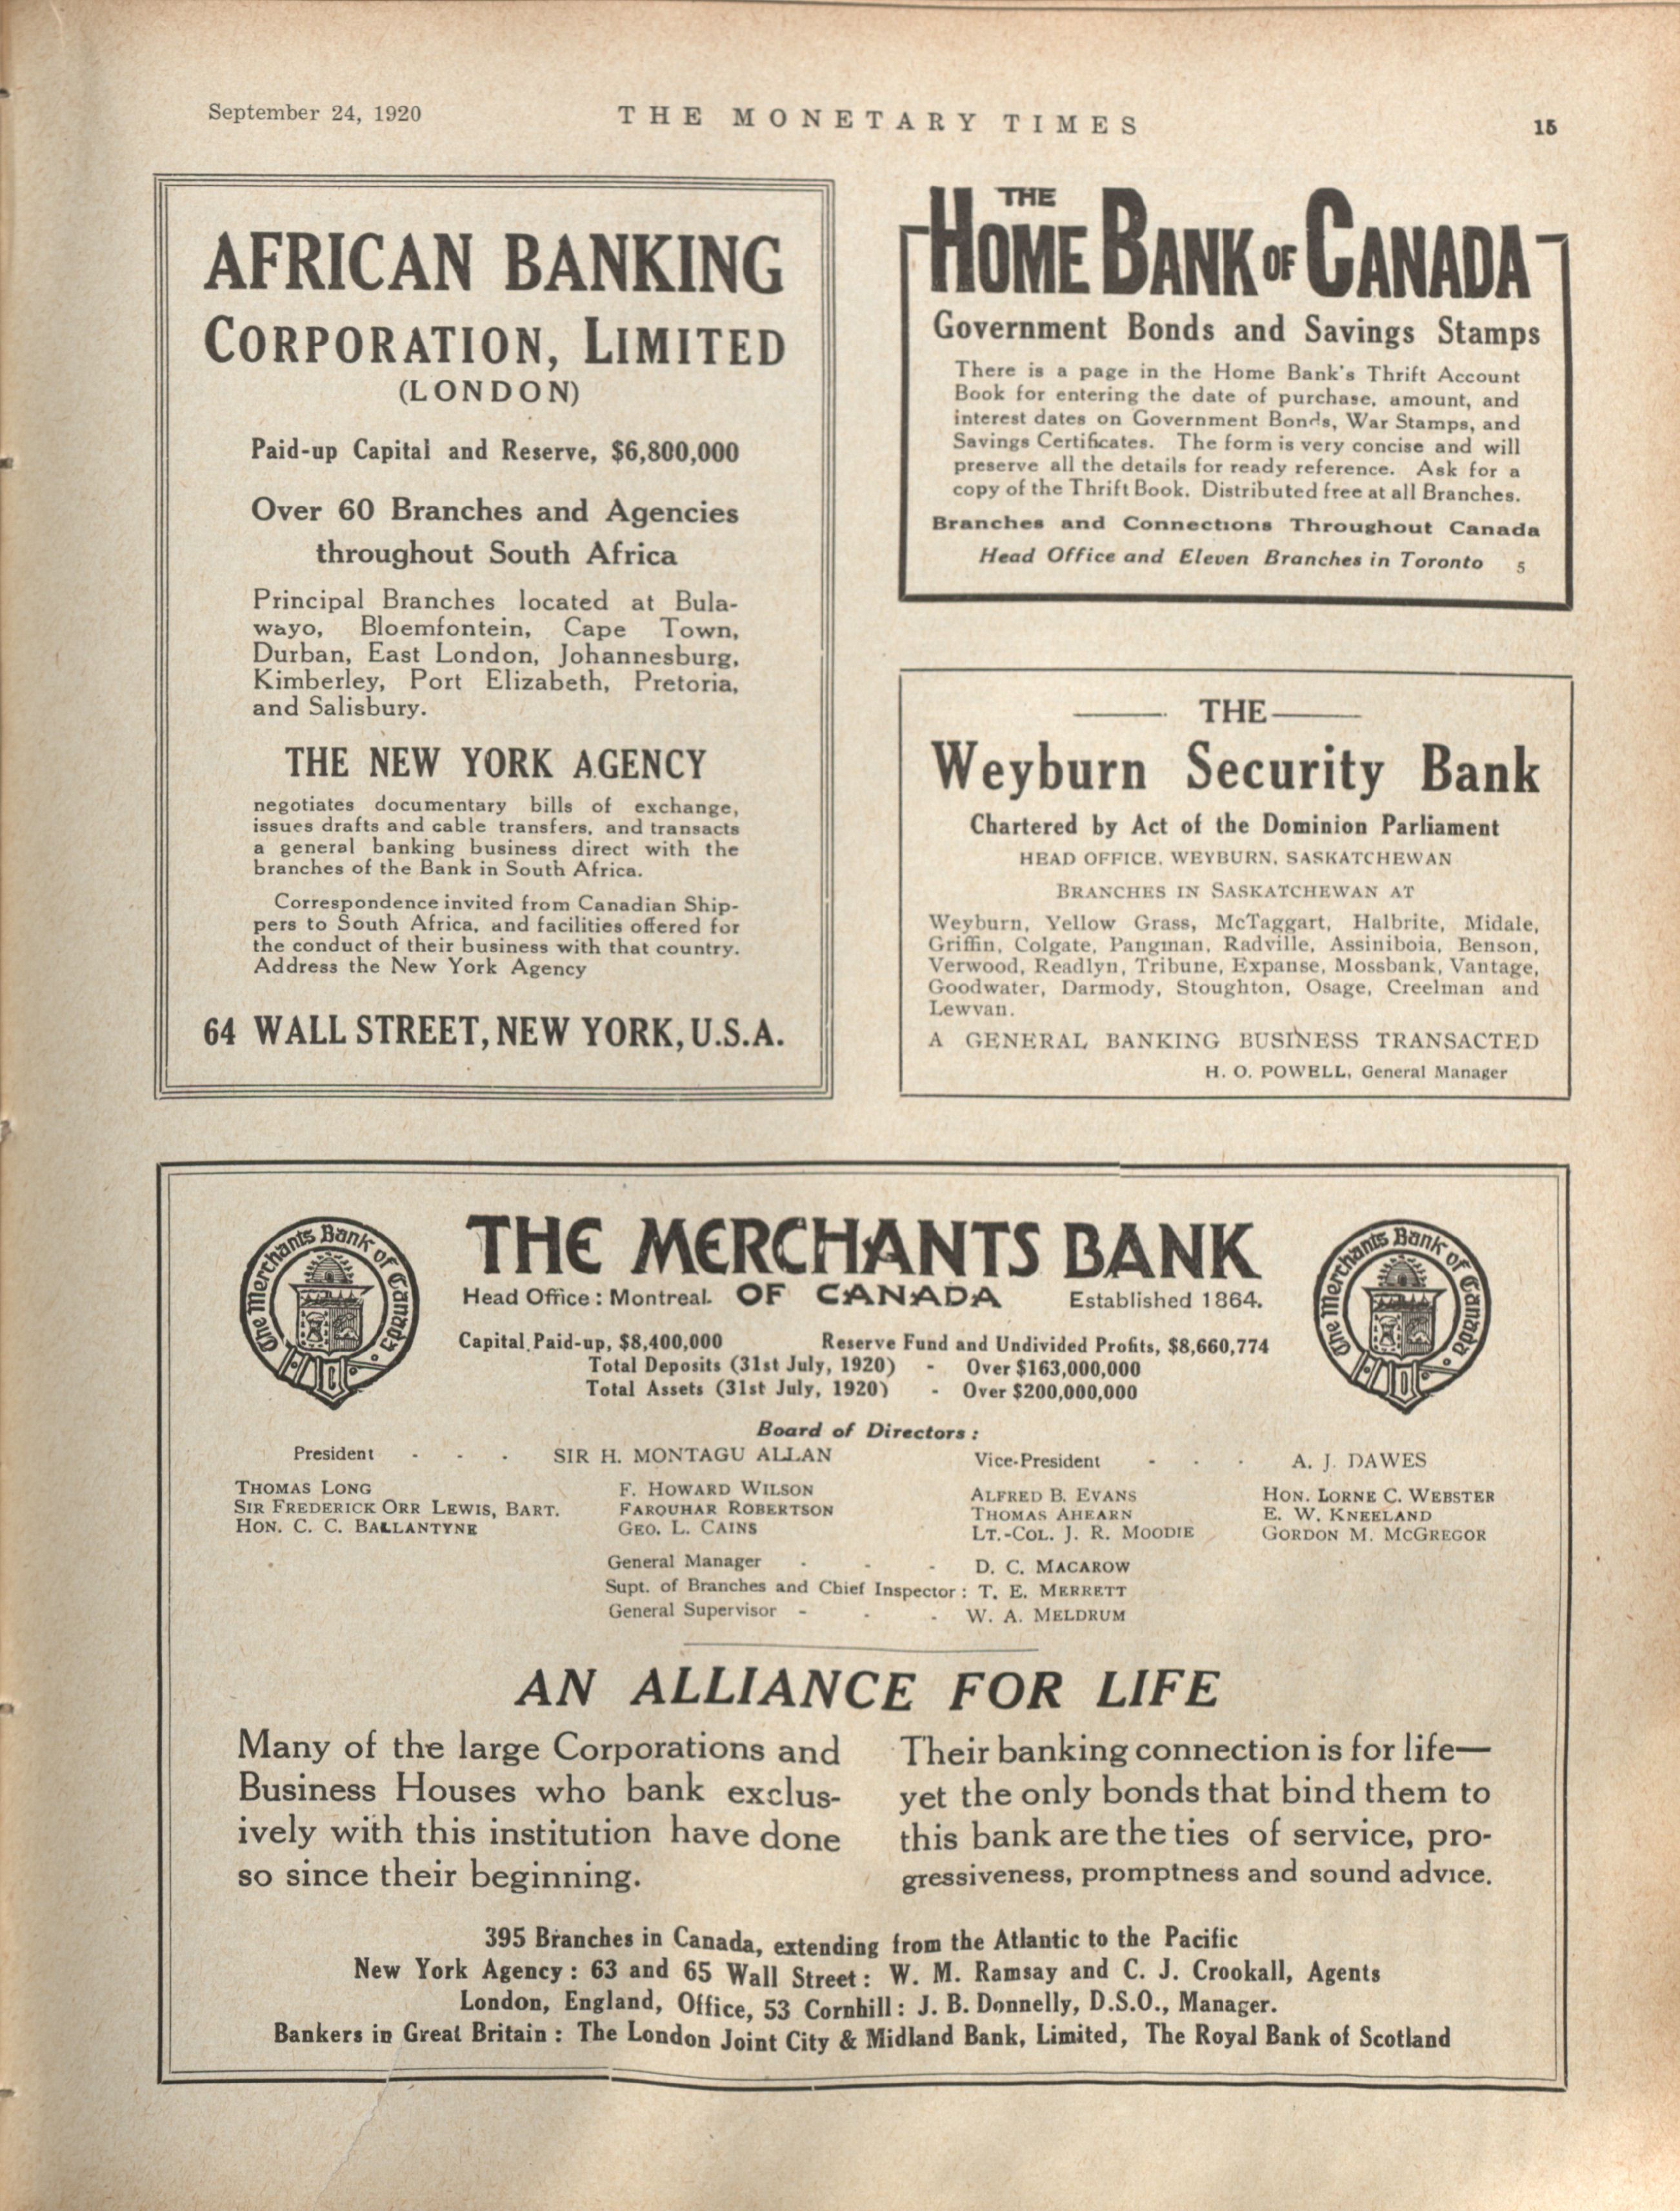 September 24, 1920
THE MONETARY TIMES
15
AFRICAN BANKING
CORPORATION, LIMITED
(LONDON)
Paid-up Capital and Reserve, $6,800,000
Over 60 Branches and Agencies
throughout South Africa
Principal Branches located at Bula-
wayo, Bloemfontein, Cape Town,
Durban, East London, Johannesburg,
Kimberley, Port Elizabeth, Pretoria,
and Salisbury.
THE NEW YORK AGENCY
negotiates documentary bills of exchange,
issues drafts and cable transfers, and transacts
a general banking business direct with the
branches of the Bank in South Africa.
Correspondence invited from Canadian Ship-
pers to South Africa, and facilities offered for
the conduct of their business with that country.
Address the New York Agency
64 WALL STREET, NEW YORK, U.S.A.
THE
HOME BANK OF CANADA
Government Bonds and Savings Stamps
There is a page in the Home Bank's Thrift Account
Book for entering the date of purchase, amount, and
interest dates on Government Bonds, War Stamps, and
Savings Certificates. The form is very concise and will
preserve all the details for ready reference. Ask for a
copy of the Thrift Book. Distributed free at all Branches.
Branches and Connections Throughout Canada
Head Office and Eleven Branches in Toronto 5
THE
Weyburn Security Bank
Chartered by Act of the Dominion Parliament
HEAD OFFICE, WEYBURN, SASKATCHEWAN
BRANCHES IN SASKATCHEWAN AT
Weyburn, Yellow Grass, McTaggart, Halbrite, Midale,
Griffin, Colgate, Pangman, Radville, Assiniboia, Benson,
Verwood, Readlyn, Tribune, Expanse, Mossbank, Vantage,
Goodwater, Darmody, Stoughton, Osage, Creelman and
Lewvan.
A GENERAL BANKING BUSINESS TRANSACTED
H. O. POWELL, General Manager
The Merchants Bank of Canada
THE MERCHANTS BANK
The Merchants Bank of Canada
Head Office: Montreal. OF CANADA Established 1864.
Capital Paid-up, $8,400,000 Reserve Fund and Undivided Profits, $8,660,774
Total Deposits (31st July, 1920) - Over $163,000,000
Total Assets (31st July, 1920) - Over $200,000,000
Board of Directors:
President - - - SIR H. MONTAGU ALLAN Vice-President - - - A. J. DAWES
THOMAS LONG F. HOWARD WILSON ALFRED B. EVANS HON. LORNE C. WEBSTER
SIR FREDERICK ORR LEWIS, BART. FARQUHAR ROBERTSON THOMAS AHEARN E. W. KNEELAND
HON. C. C. BALLANTYNE GEO. L. CAINS LT.-COL. J. R. MOODIE GORDON M. MCGREGOR
General Manager - - - D. C. MACAROW
Supt. of Branches and Chief Inspector: T. E. MERRETT
General Supervisor - - - W. A. MELDRUM
AN ALLIANCE FOR LIFE
Many of the large Corporations and
Business Houses who bank exclus-
ively with this institution have done
so since their beginning.
Their banking connection is for life—
yet the only bonds that bind them to
this bank are the ties of service, pro-
gressiveness, promptness and sound advice.
395 Branches in Canada, extending from the Atlantic to the Pacific
New York Agency: 63 and 65 Wall Street: W. M. Ramsay and C. J. Crookall, Agents
London, England, Office, 53 Cornhill: J. B. Donnelly, D.S.O., Manager.
Bankers in Great Britain: The London Joint City & Midland Bank, Limited, The Royal Bank of Scotland